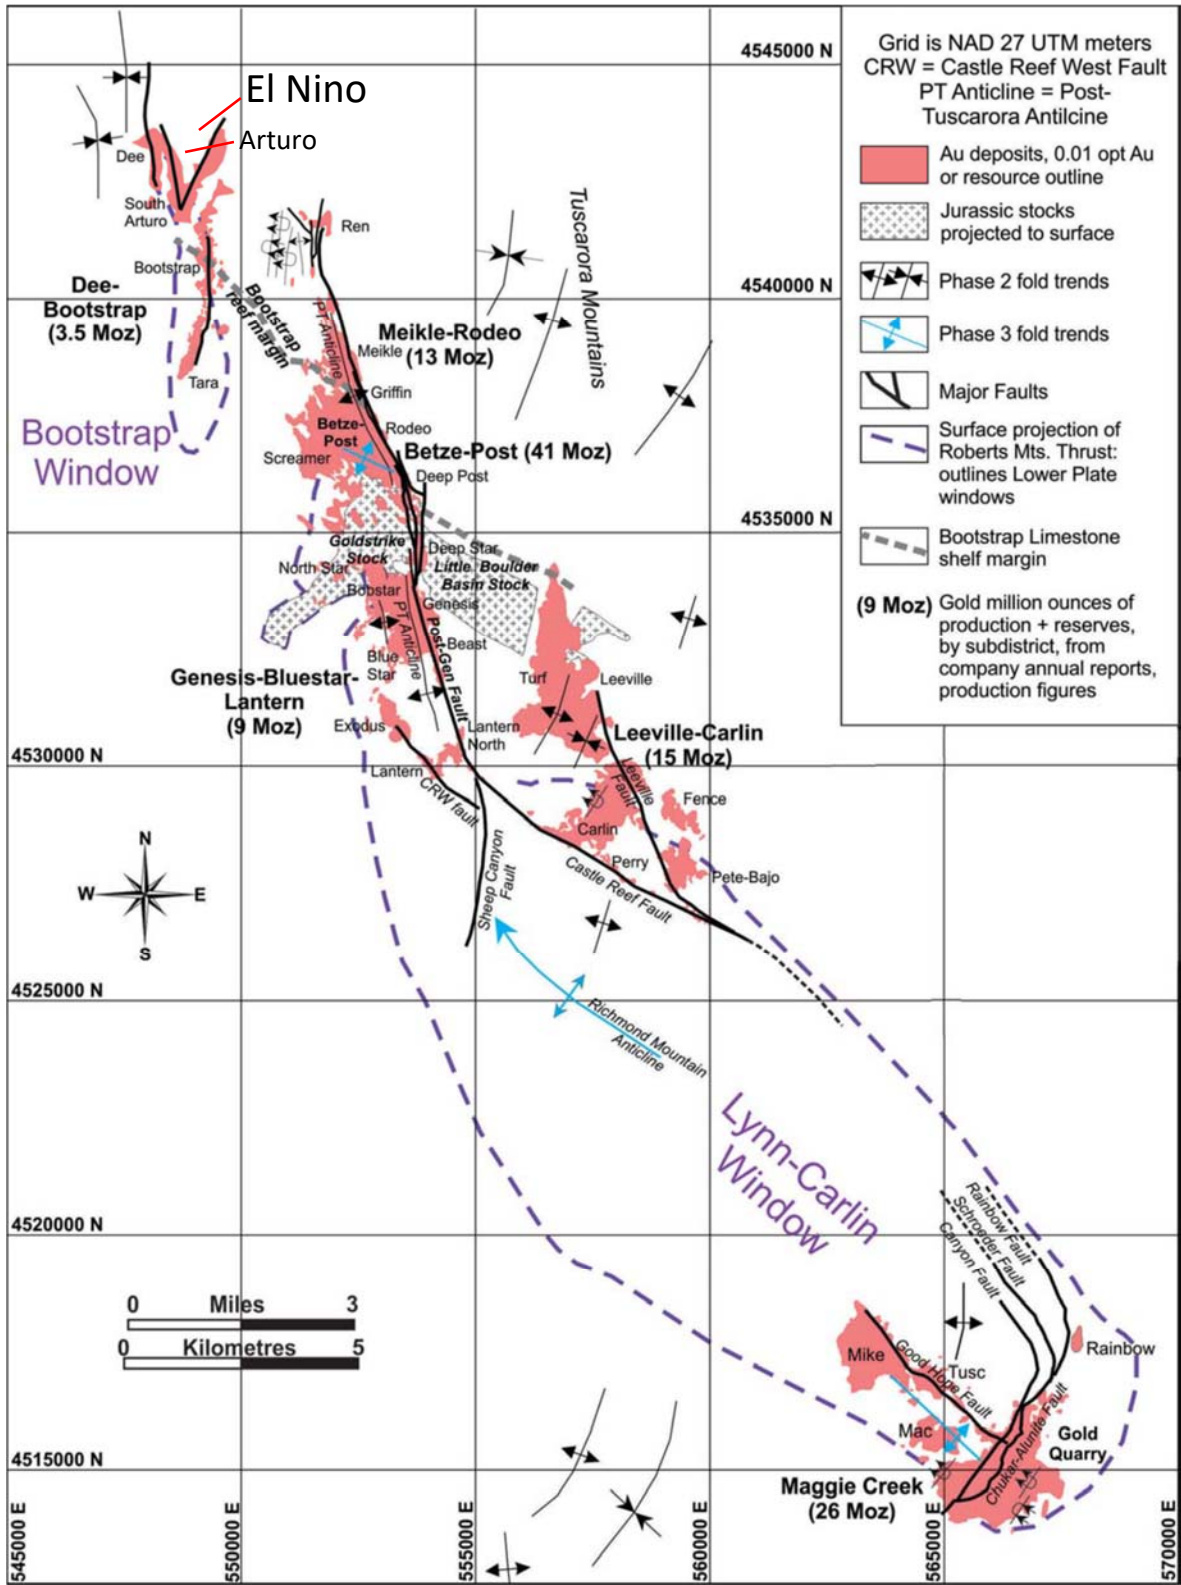 4545000 N
El Nino
Arturo
Dee
South
Arturo
Ren
Bootstrap
Dee-
Bootstrap
(3.5 Moz)
Bootstrap
reef margin
Tuscarora Mountains
4540000 N
PT Anticline
Meikle-Rodeo
(13 Moz)
Meikle
Tara
Griffin
Bootstrap
Window
Betze-
Post
Rodeo
Screamer
Betze-Post (41 Moz)
Deep Post
4535000 N
Goldstrike
Stock
Deep Star
North Star
Little Boulder
Basin Stock
Bobstar
Genesis
PT Anticline
Post-Gen Fault
Beast
Blue
Star
Turf
Leeville
Genesis-Bluestar-
Lantern
(9 Moz)
Exodus
Lantern
North
Leeville-Carlin
(15 Moz)
4530000 N
Lantern
CRW fault
Leeville
Fault
Fence
Carlin
Perry
Pete-Bajo
Sheep Canyon
Fault
Castle Reef Fault
N
W
E
S
4525000 N
Richmond Mountain
Anticline
Lynn-Carlin
Window
4520000 N
Rainbow Fault
Schroeder Fault
Canyon Fault
0 Miles 3
0 Kilometres 5
Mike
Good Hope Fault
Tusc
Rainbow
Mac
Chukar-Alunite Fault
Gold
Quarry
4515000 N
Maggie Creek
(26 Moz)
545000 E
550000 E
555000 E
560000 E
565000 E
570000 E
Grid is NAD 27 UTM meters
CRW = Castle Reef West Fault
PT Anticline = Post-
Tuscarora Antilcine
Au deposits, 0.01 opt Au
or resource outline
Jurassic stocks
projected to surface
Phase 2 fold trends
Phase 3 fold trends
Major Faults
Surface projection of
Roberts Mts. Thrust:
outlines Lower Plate
windows
Bootstrap Limestone
shelf margin
(9 Moz) Gold million ounces of
production + reserves,
by subdistrict, from
company annual reports,
production figures